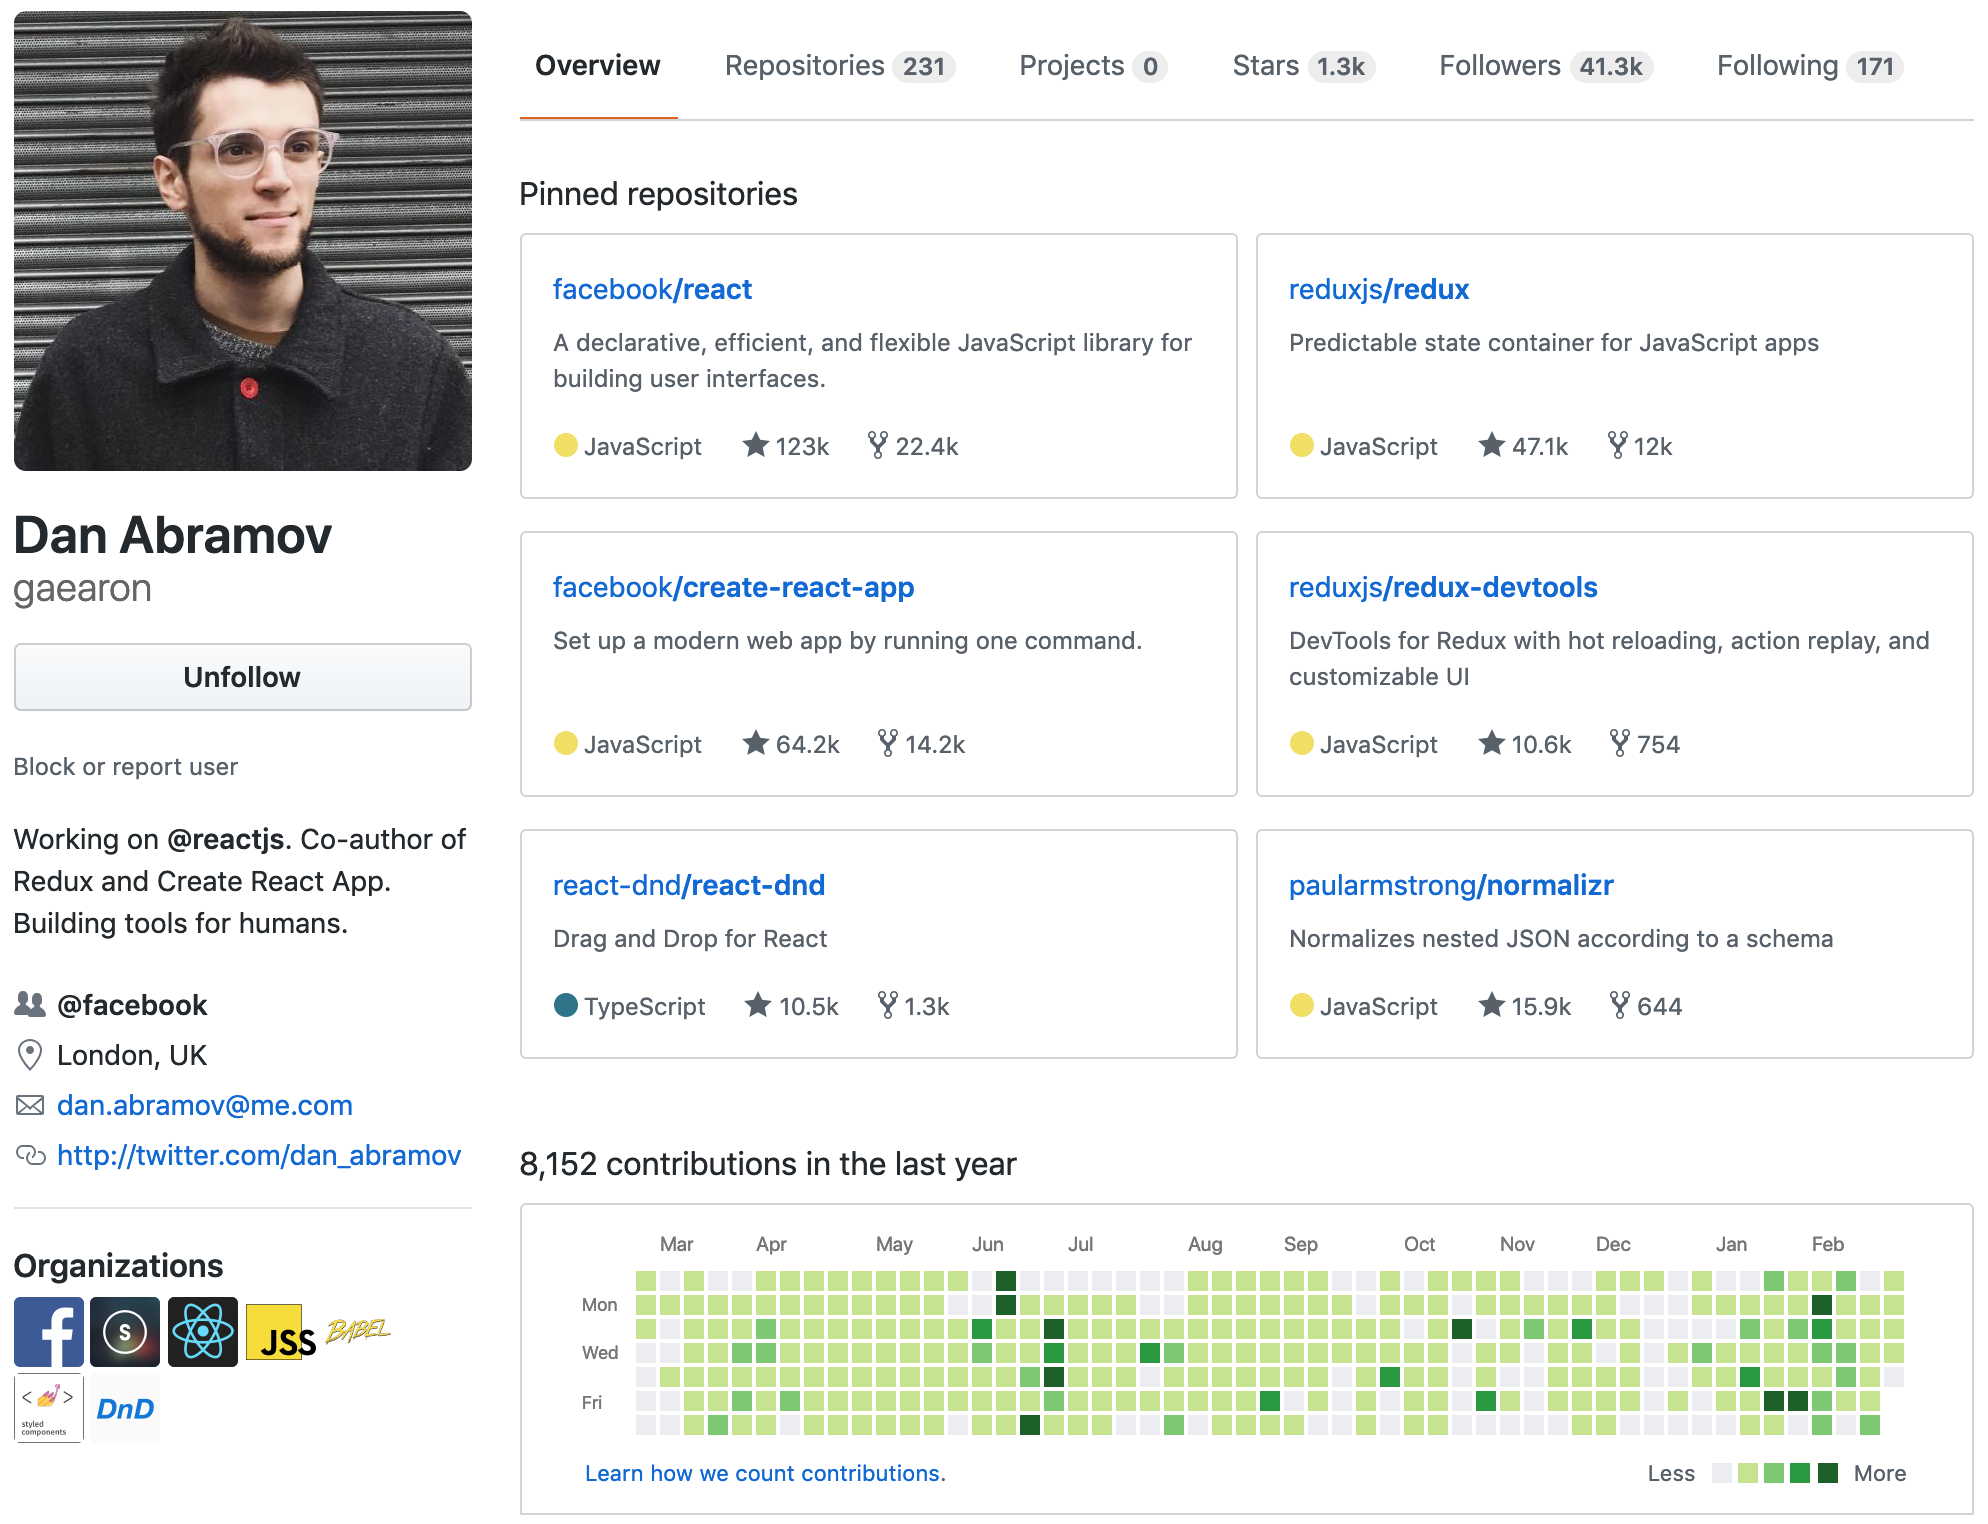 Overview
Repositories 231
Projects 0
Stars 1.3k
Followers 41.3k
Following 171
Dan Abramov
gaearon
Unfollow
Block or report user
Working on @reactjs. Co-author of
Redux and Create React App.
Building tools for humans.
@facebook
London, UK
dan.abramov@me.com
http://twitter.com/dan_abramov
Organizations
f
S
JSS
BABEL
< >
styled
components
DnD
Pinned repositories
facebook/react
A declarative, efficient, and flexible JavaScript library for
building user interfaces.
JavaScript 123k 22.4k
reduxjs/redux
Predictable state container for JavaScript apps
JavaScript 47.1k 12k
facebook/create-react-app
Set up a modern web app by running one command.
JavaScript 64.2k 14.2k
reduxjs/redux-devtools
DevTools for Redux with hot reloading, action replay, and
customizable UI
JavaScript 10.6k 754
react-dnd/react-dnd
Drag and Drop for React
TypeScript 10.5k 1.3k
paularmstrong/normalizr
Normalizes nested JSON according to a schema
JavaScript 15.9k 644
8,152 contributions in the last year
Mar Apr May Jun Jul Aug Sep Oct Nov Dec Jan Feb
Mon
Wed
Fri
Learn how we count contributions.
Less More